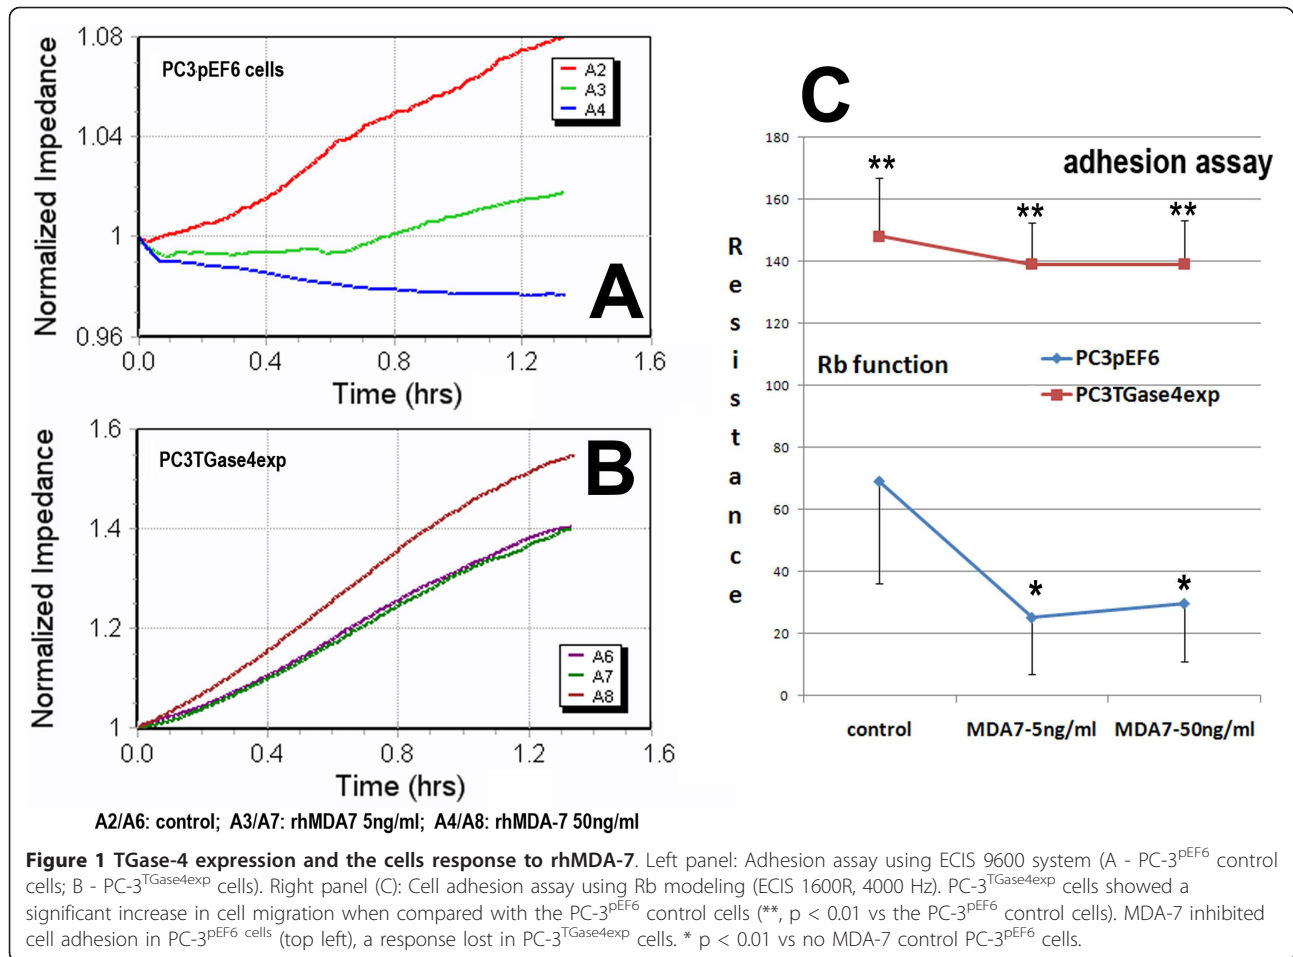 1.08
PC3pEF6 cells
A2
A3
A4
1.04
1
0.96
Normalized Impedance
A
0.0 0.4 0.8 1.2 1.6
Time (hrs)
1.6
PC3TGase4exp
B
1.4
1.2
1
Normalized Impedance
A6
A7
A8
0.0 0.4 0.8 1.2 1.6
Time (hrs)
A2/A6: control; A3/A7: rhMDA7 5ng/ml; A4/A8: rhMDA-7 50ng/ml
C
180
adhesion assay
**
160
** **
140
120
Rb function
PC3pEF6
100
PC3TGase4exp
80
60
40
* *
20
0
Resistance
control MDA7-5ng/ml MDA7-50ng/ml
Figure 1 TGase-4 expression and the cells response to rhMDA-7. Left panel: Adhesion assay using ECIS 9600 system (A - PC-3pEF6 control
cells; B - PC-3TGase4exp cells). Right panel (C): Cell adhesion assay using Rb modeling (ECIS 1600R, 4000 Hz). PC-3TGase4exp cells showed a
significant increase in cell migration when compared with the PC-3pEF6 control cells (**, p < 0.01 vs the PC-3pEF6 control cells). MDA-7 inhibited
cell adhesion in PC-3pEF6 cells (top left), a response lost in PC-3TGase4exp cells. * p < 0.01 vs no MDA-7 control PC-3pEF6 cells.